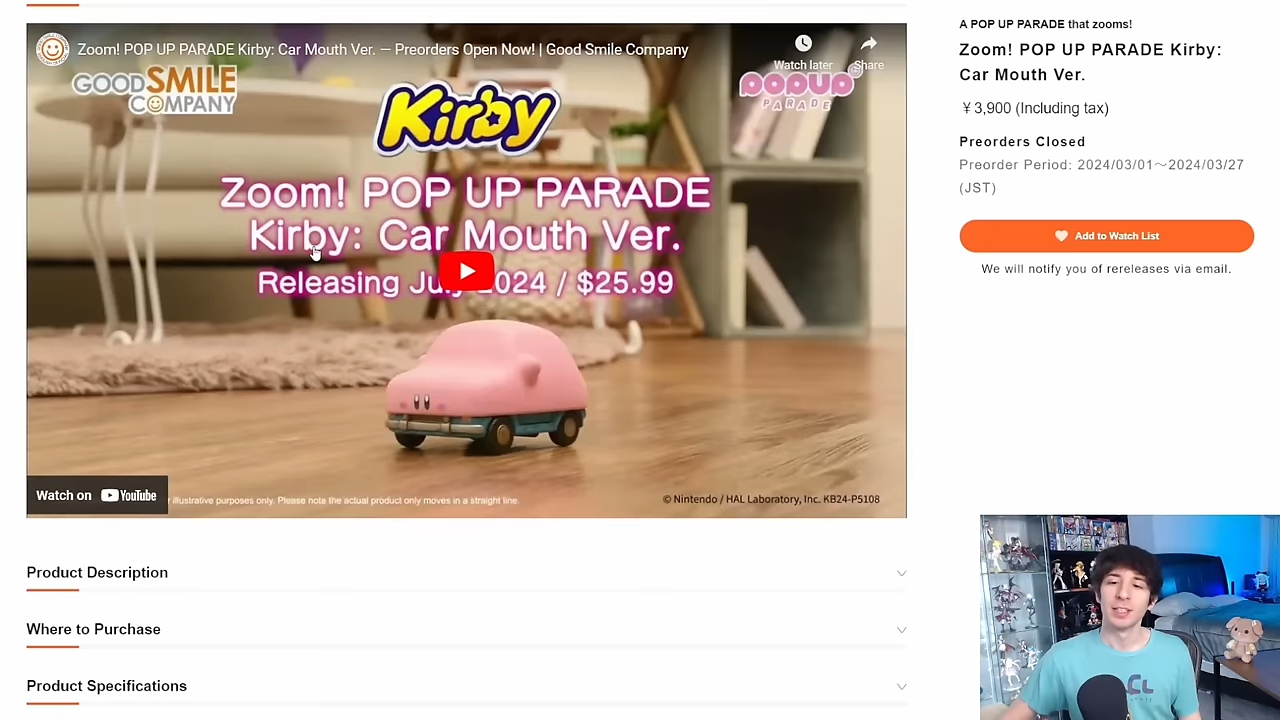 Zoom! POP UP PARADE Kirby: Car Mouth Ver. — Preorders Open Now! | Good Smile Company
Watch later
Share
GOODSMILE
COMPANY
POPUP
PARADE
Kirby
Zoom! POP UP PARADE
Kirby: Car Mouth Ver.
Releasing July 2024 / $25.99
Watch on YouTube
illustrative purposes only. Please note the actual product only moves in a straight line.
© Nintendo / HAL Laboratory, Inc. KB24-P5108
Product Description
Where to Purchase
Product Specifications
A POP UP PARADE that zooms!
Zoom! POP UP PARADE Kirby:
Car Mouth Ver.
¥3,900 (Including tax)
Preorders Closed
Preorder Period: 2024/03/01～2024/03/27
(JST)
Add to Watch List
We will notify you of rereleases via email.
CL